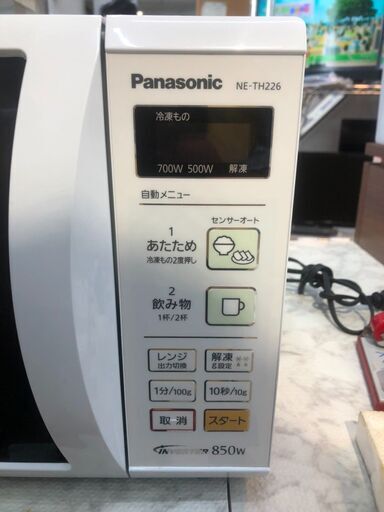 Panasonic NE-TH226
冷凍もの
700W 500W 解凍
自動メニュー
センサーオート
1
あたため
冷凍もの2度押し
2
飲み物
1杯/2杯
レンジ
出力切換
解凍
g設定
1分/100g
10秒/10g
取消
スタート
INVERTER 850W